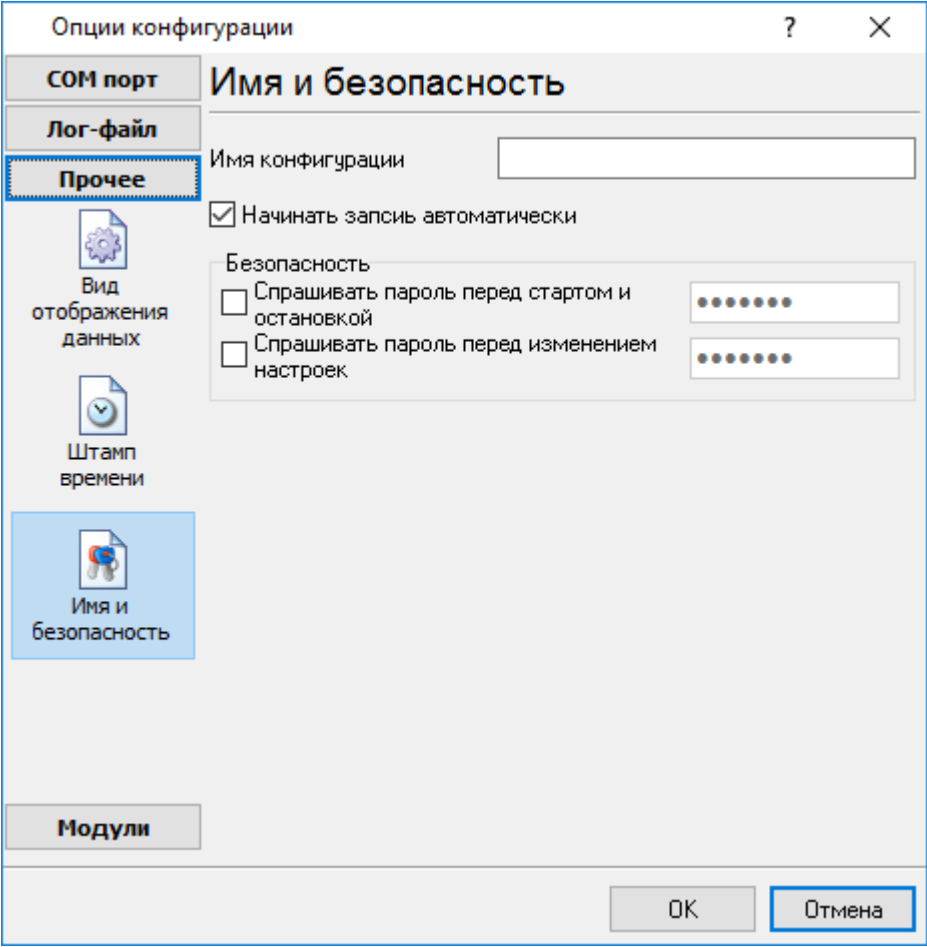 Опции конфигурации
?
COM порт
Лог-файл
Прочее
Вид
отображения
данных
Штамп
времени
Имя и
безопасность
Модули
Имя и безопасность
Имя конфигурации
Начинать запсиь автоматически
Безопасность
Спрашивать пароль перед стартом и
остановкой
•••••••
Спрашивать пароль перед изменением
настроек
•••••••
OK
Отмена